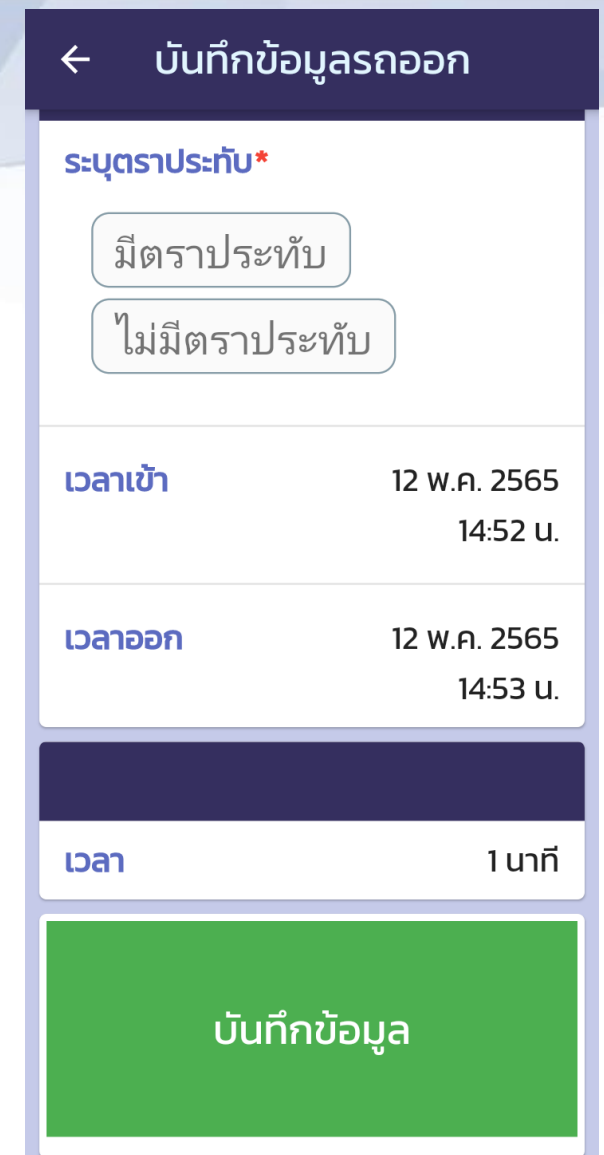 บันทึกข้อมูลรถออก
ระบุตราประทับ*
มีตราประทับ
ไม่มีตราประทับ
เวลาเข้า 12 พ.ค. 2565
14:52 น.
เวลาออก 12 พ.ค. 2565
14:53 น.
เวลา 1 นาที
บันทึกข้อมูล